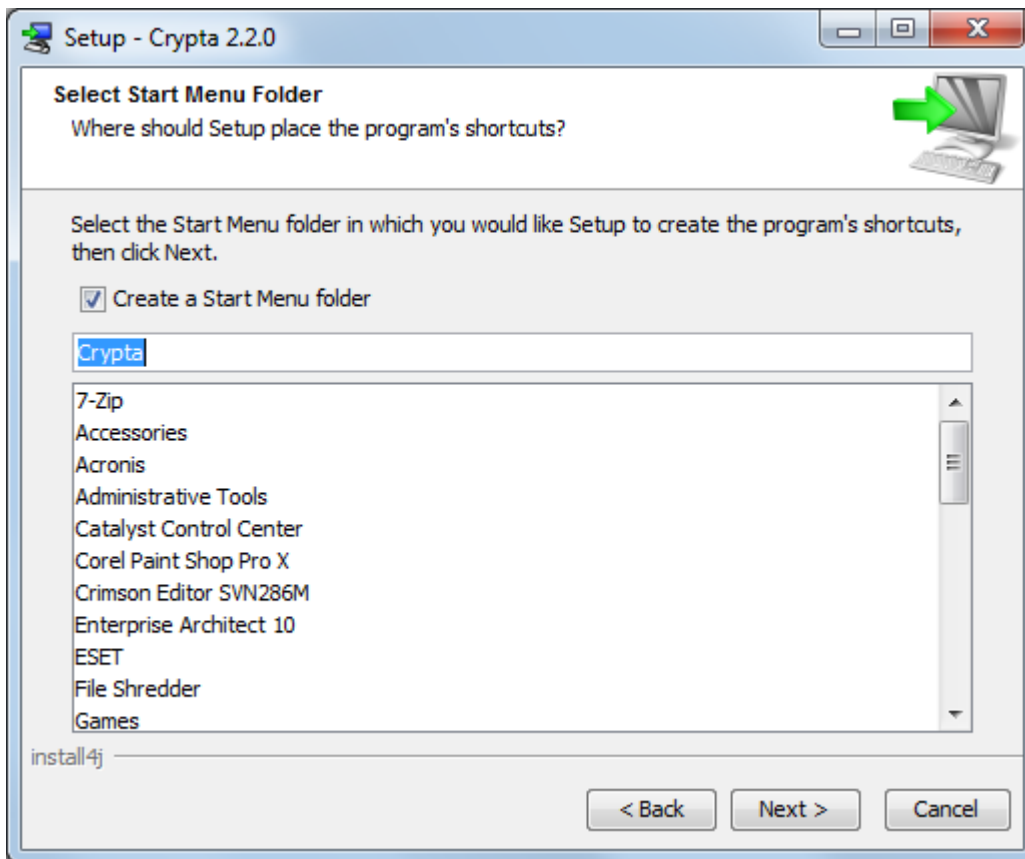 Setup - Crypta 2.2.0
Select Start Menu Folder
Where should Setup place the program's shortcuts?
Select the Start Menu folder in which you would like Setup to create the program's shortcuts,
then click Next.
Create a Start Menu folder
Crypta
7-Zip
Accessories
Acronis
Administrative Tools
Catalyst Control Center
Corel Paint Shop Pro X
Crimson Editor SVN286M
Enterprise Architect 10
ESET
File Shredder
Games
install4j
< Back Next > Cancel